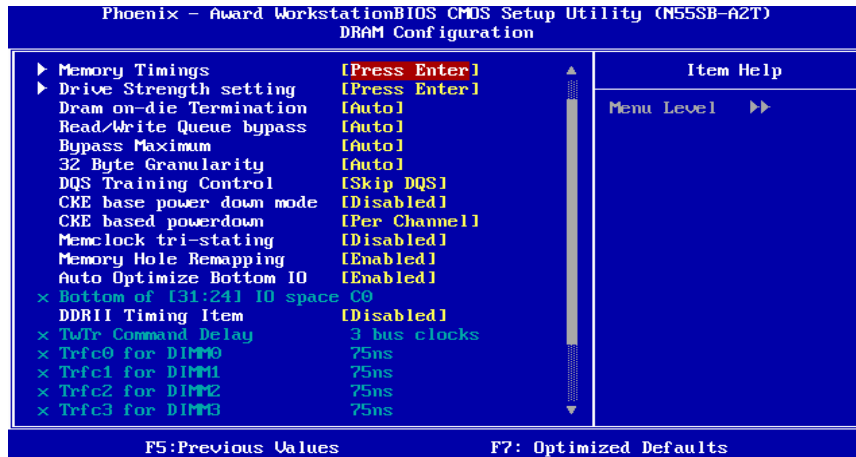 Phoenix – Award WorkstationBIOS CMOS Setup Utility (N55SB-A2T)
DRAM Configuration
Memory Timings [Press Enter]
Drive Strength setting [Press Enter]
Dram on-die Termination [Auto]
Read/Write Queue bypass [Auto]
Bypass Maximum [Auto]
32 Byte Granularity [Auto]
DQS Training Control [Skip DQS]
CKE base power down mode [Disabled]
CKE based powerdown [Per Channel]
Memclock tri-stating [Disabled]
Memory Hole Remapping [Enabled]
Auto Optimize Bottom IO [Enabled]
x Bottom of [31:24] IO space C0
DDRII Timing Item [Disabled]
x TwTr Command Delay 3 bus clocks
x Trfc0 for DIMM0 75ns
x Trfc1 for DIMM1 75ns
x Trfc2 for DIMM2 75ns
x Trfc3 for DIMM3 75ns
Item Help
Menu Level
F5:Previous Values F7: Optimized Defaults